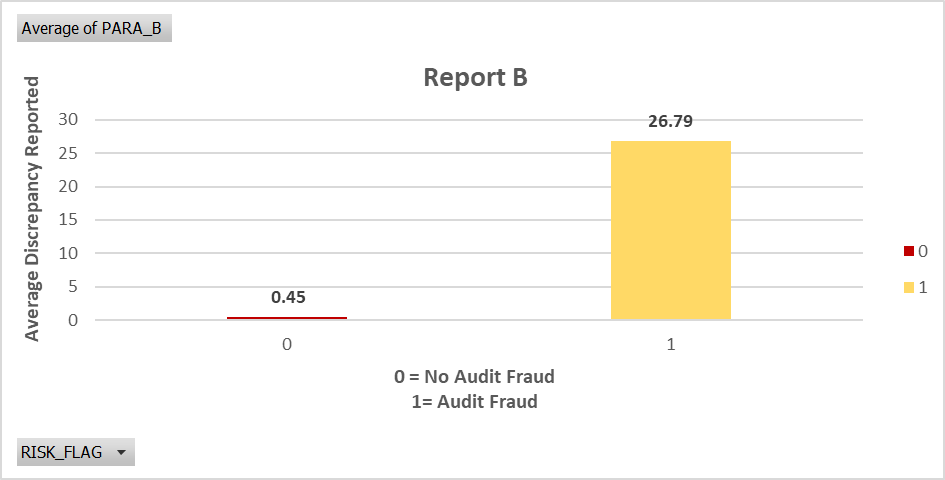 Average of PARA_B
Report B
Average Discrepancy Reported
30
25
20
15
10
5
0
26.79
0.45
0
1
0 = No Audit Fraud
1= Audit Fraud
0
1
RISK_FLAG